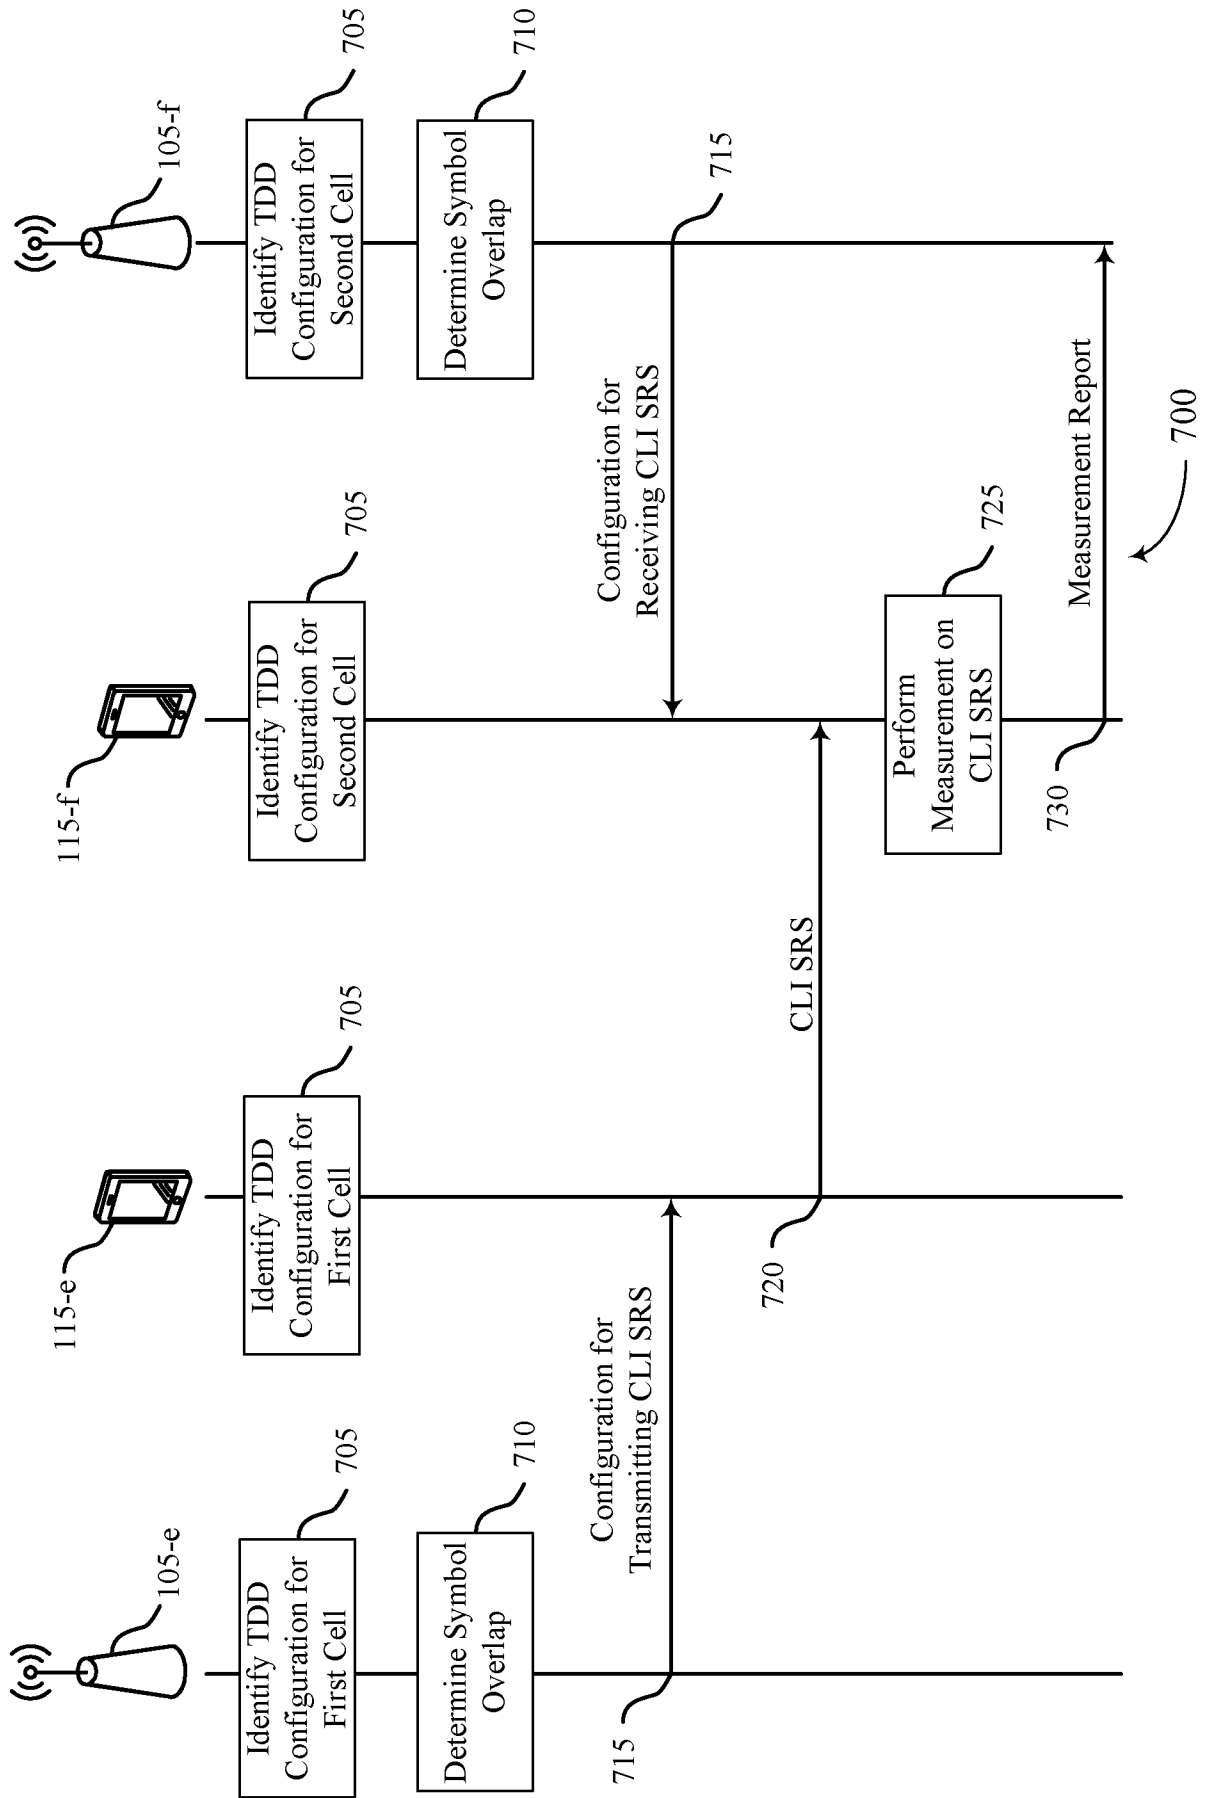 105-e
115-e
115-f
105-f
Identify TDD
Configuration for
First Cell
705
Identify TDD
Configuration for
First Cell
705
Identify TDD
Configuration for
Second Cell
705
Identify TDD
Configuration for
Second Cell
705
Determine Symbol
Overlap
710
Determine Symbol
Overlap
710
715
Configuration for
Transmitting CLI SRS
Configuration for
Receiving CLI SRS
715
720
CLI SRS
Perform
Measurement on
CLI SRS
725
730
Measurement Report
700